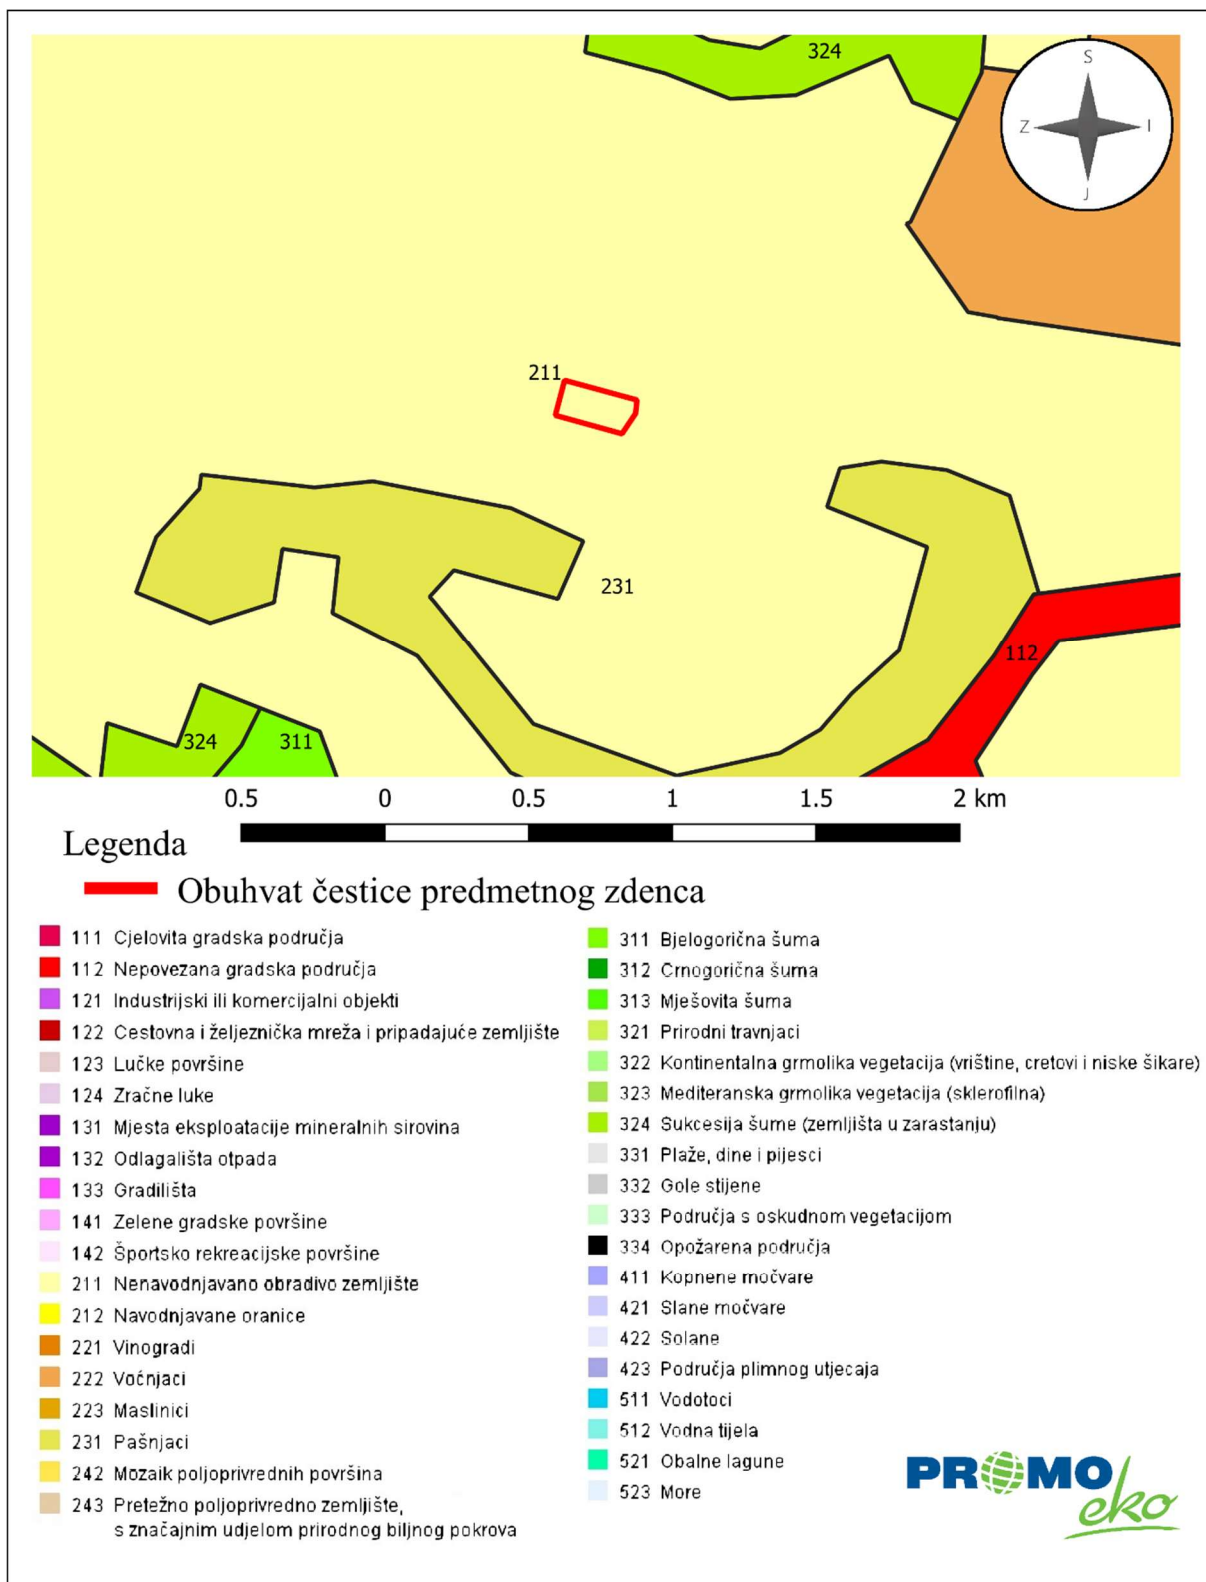 324
S
Z I
J
211
231
112
324
311
0.5 0 0.5 1 1.5 2 km
Legenda
Obuhvat čestice predmetnog zdenca
111 Cjelovita gradska područja
112 Nepovezana gradska područja
121 Industrijski ili komercijalni objekti
122 Cestovna i željeznička mreža i pripadajuće zemljište
123 Lučke površine
124 Zračne luke
131 Mjesta eksploatacije mineralnih sirovina
132 Odlagališta otpada
133 Gradilišta
141 Zelene gradske površine
142 Športsko rekreacijske površine
211 Nenavodnjavano obradivo zemljište
212 Navodnjavane oranice
221 Vinogradi
222 Voćnjaci
223 Maslinici
231 Pašnjaci
242 Mozaik poljoprivrednih površina
243 Pretežno poljoprivredno zemljište,
s značajnim udjelom prirodnog biljnog pokrova
311 Bjelogorična šuma
312 Crnogorična šuma
313 Mješovita šuma
321 Prirodni travnjaci
322 Kontinentalna grmolika vegetacija (vrištine, cretovi i niske šikare)
323 Mediteranska grmolika vegetacija (sklerofilna)
324 Sukcesija šume (zemljišta u zarastanju)
331 Plaže, dine i pijesci
332 Gole stijene
333 Područja s oskudnom vegetacijom
334 Opožarena područja
411 Kopnene močvare
421 Slane močvare
422 Solane
423 Područja plimnog utjecaja
511 Vodotoci
512 Vodna tijela
521 Obalne lagune
523 More
PROMO
eko